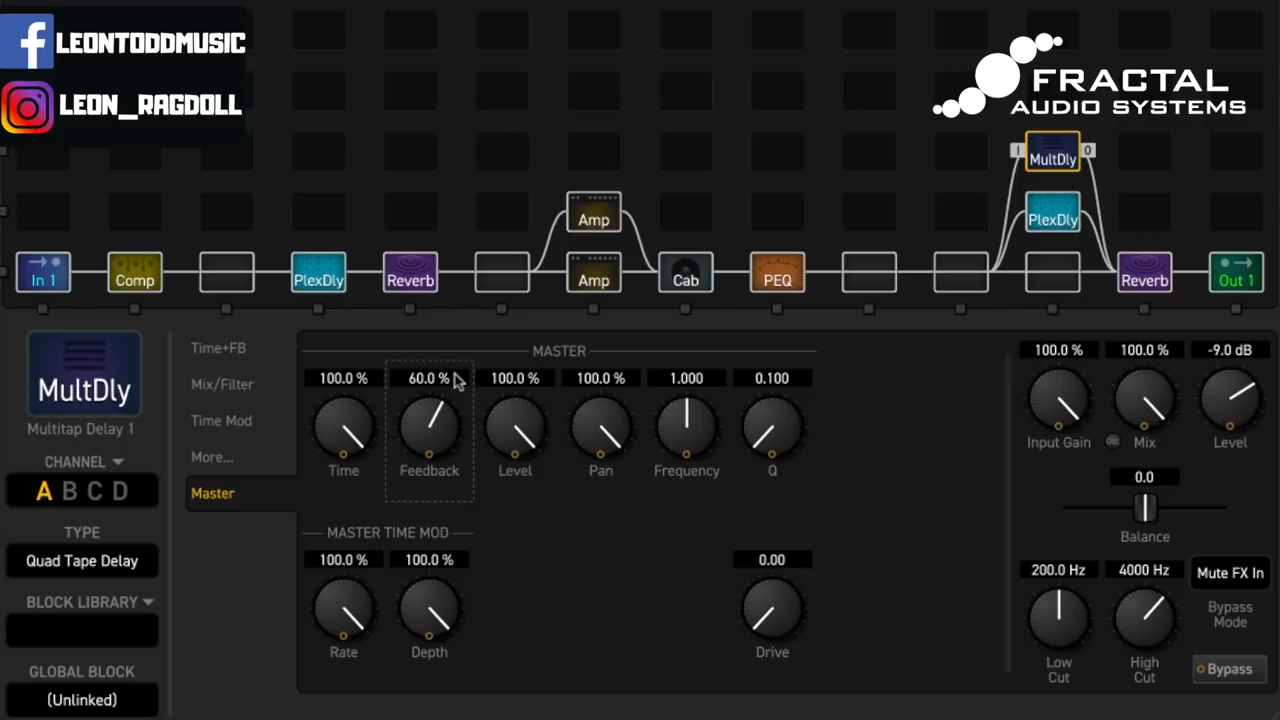 LEONTODDMUSIC
LEON_RAGDOLL
FRACTAL
AUDIO SYSTEMS
I MultDly O
PlexDly
Amp
In 1
Comp
PlexDly
Reverb
Amp
Cab
PEQ
Reverb
Out 1
MultDly
Multitap Delay 1
CHANNEL
A B C D
TYPE
Quad Tape Delay
BLOCK LIBRARY
GLOBAL BLOCK
(Unlinked)
Time+FB
Mix/Filter
Time Mod
More...
Master
MASTER
100.0 % 60.0 % 100.0 % 100.0 % 1.000 0.100
Time Feedback Level Pan Frequency Q
MASTER TIME MOD
100.0 % 100.0 % 0.00
Rate Depth Drive
100.0 % 100.0 % -9.0 dB
Input Gain Mix Level
0.0
Balance
200.0 Hz 4000 Hz Mute FX In
Bypass
Mode
Low
Cut
High
Cut
Bypass